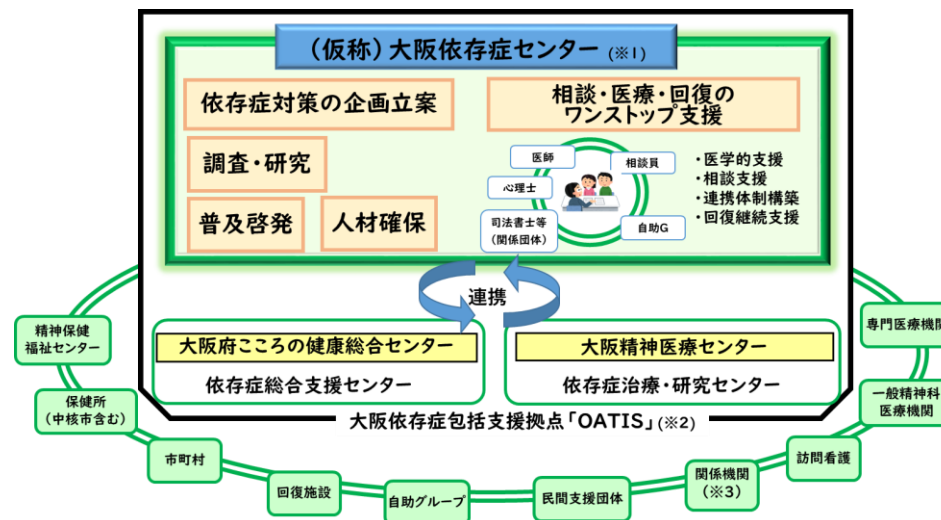 (仮称)大阪依存症センター (※1)
依存症対策の企画立案
相談・医療・回復の
ワンストップ支援
調査・研究
普及啓発
人材確保
医師
相談員
心理士
司法書士等
(関係団体)
自助G
・医学的支援
・相談支援
・連携体制構築
・回復継続支援
連携
大阪府こころの健康総合センター
依存症総合支援センター
大阪精神医療センター
依存症治療・研究センター
大阪依存症包括支援拠点「OATIS」(※2)
精神保健
福祉センター
保健所
(中核市含む)
市町村
回復施設
自助グループ
民間支援団体
関係機関
(※3)
訪問看護
一般精神科
医療機関
専門医療機関